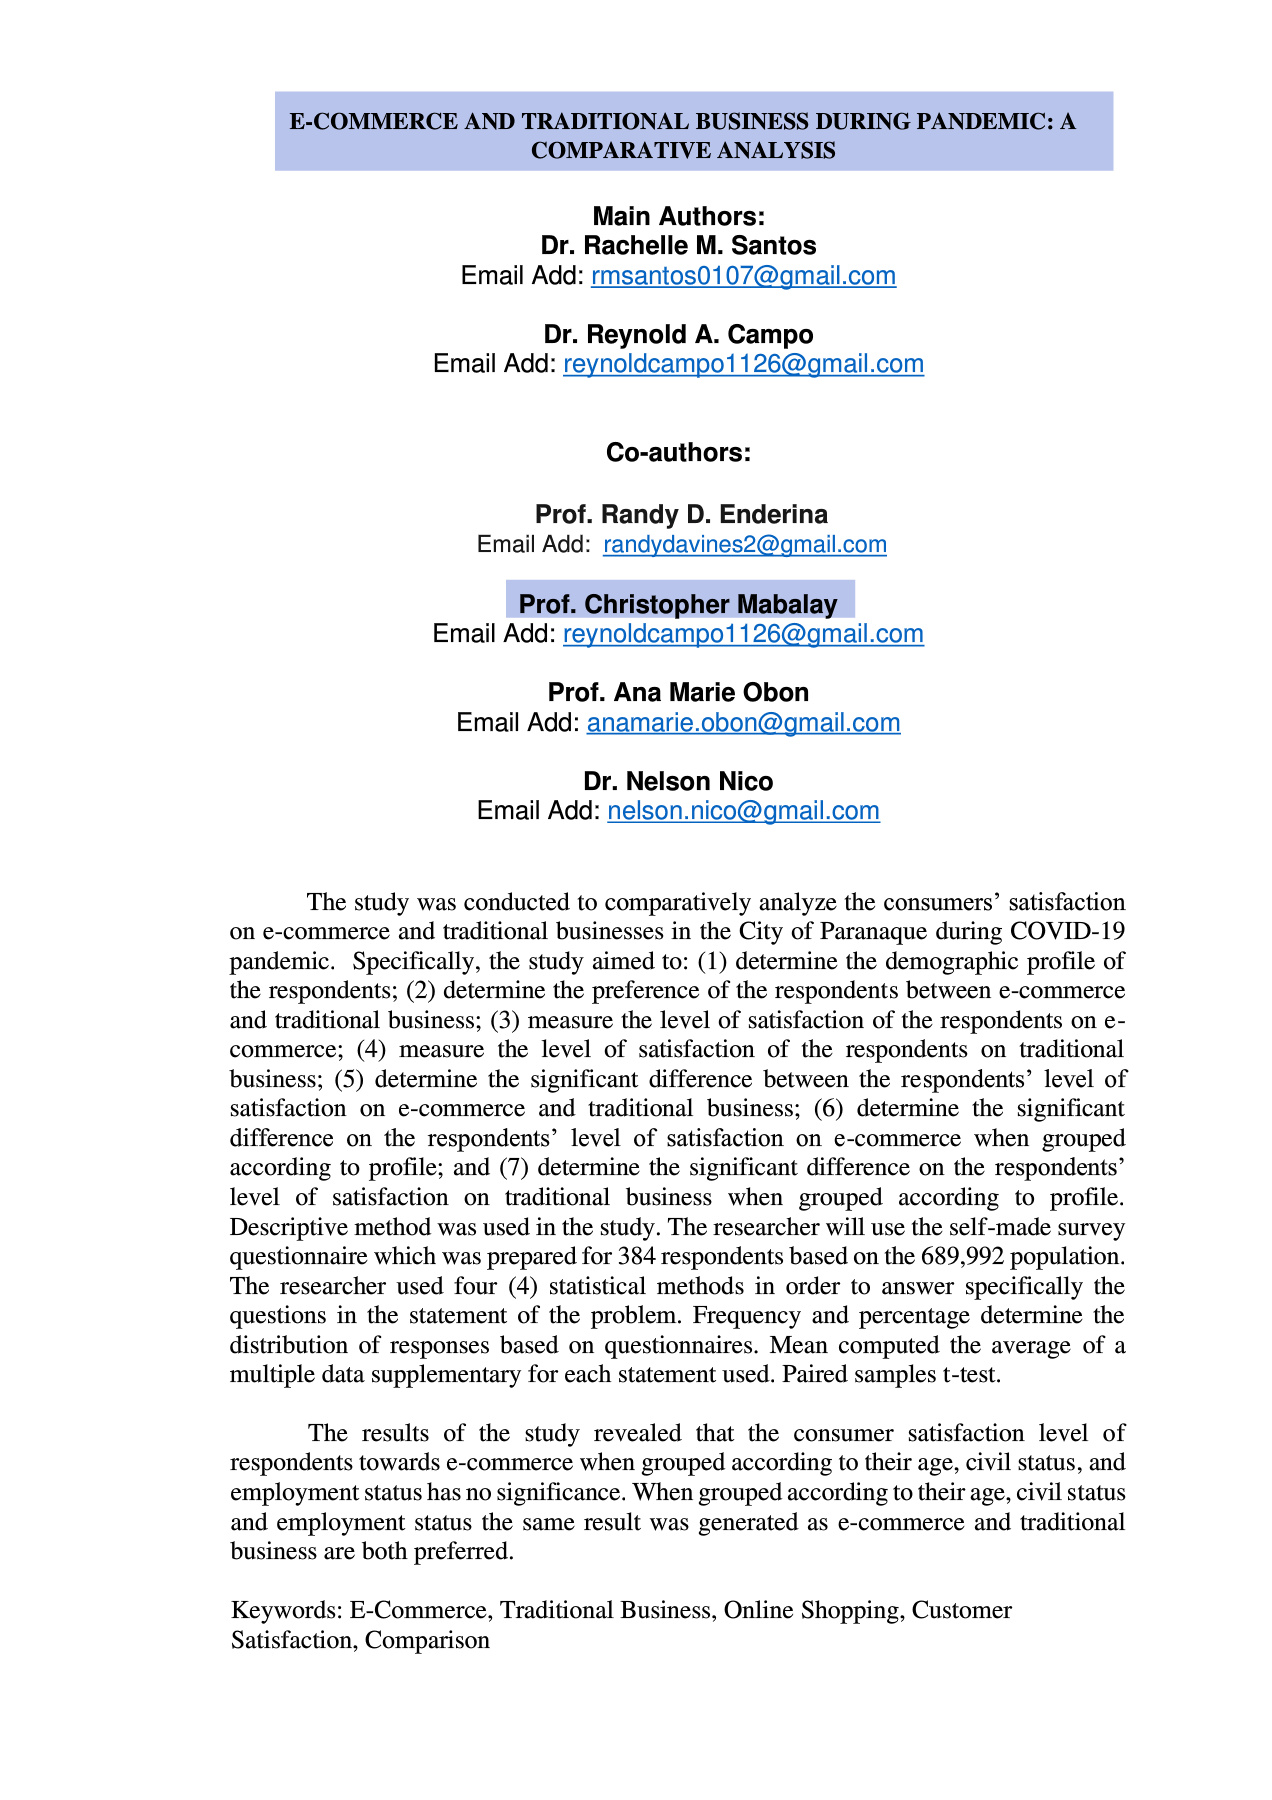 E-COMMERCE AND TRADITIONAL BUSINESS DURING PANDEMIC: A
COMPARATIVE ANALYSIS
Main Authors:
Dr. Rachelle M. Santos
Email Add: rmsantos0107@gmail.com
Dr. Reynold A. Campo
Email Add: reynoldcampo1126@gmail.com
Co-authors:
Prof. Randy D. Enderina
Email Add: randydavines2@gmail.com
Prof. Christopher Mabalay
Email Add: reynoldcampo1126@gmail.com
Prof. Ana Marie Obon
Email Add: anamarie.obon@gmail.com
Dr. Nelson Nico
Email Add: nelson.nico@gmail.com
The study was conducted to comparatively analyze the consumers’ satisfaction
on e-commerce and traditional businesses in the City of Paranaque during COVID-19
pandemic. Specifically, the study aimed to: (1) determine the demographic profile of
the respondents; (2) determine the preference of the respondents between e-commerce
and traditional business; (3) measure the level of satisfaction of the respondents on e-
commerce; (4) measure the level of satisfaction of the respondents on traditional
business; (5) determine the significant difference between the respondents’ level of
satisfaction on e-commerce and traditional business; (6) determine the significant
difference on the respondents’ level of satisfaction on e-commerce when grouped
according to profile; and (7) determine the significant difference on the respondents’
level of satisfaction on traditional business when grouped according to profile.
Descriptive method was used in the study. The researcher will use the self-made survey
questionnaire which was prepared for 384 respondents based on the 689,992 population.
The researcher used four (4) statistical methods in order to answer specifically the
questions in the statement of the problem. Frequency and percentage determine the
distribution of responses based on questionnaires. Mean computed the average of a
multiple data supplementary for each statement used. Paired samples t-test.
The results of the study revealed that the consumer satisfaction level of
respondents towards e-commerce when grouped according to their age, civil status, and
employment status has no significance. When grouped according to their age, civil status
and employment status the same result was generated as e-commerce and traditional
business are both preferred.
Keywords: E-Commerce, Traditional Business, Online Shopping, Customer
Satisfaction, Comparison